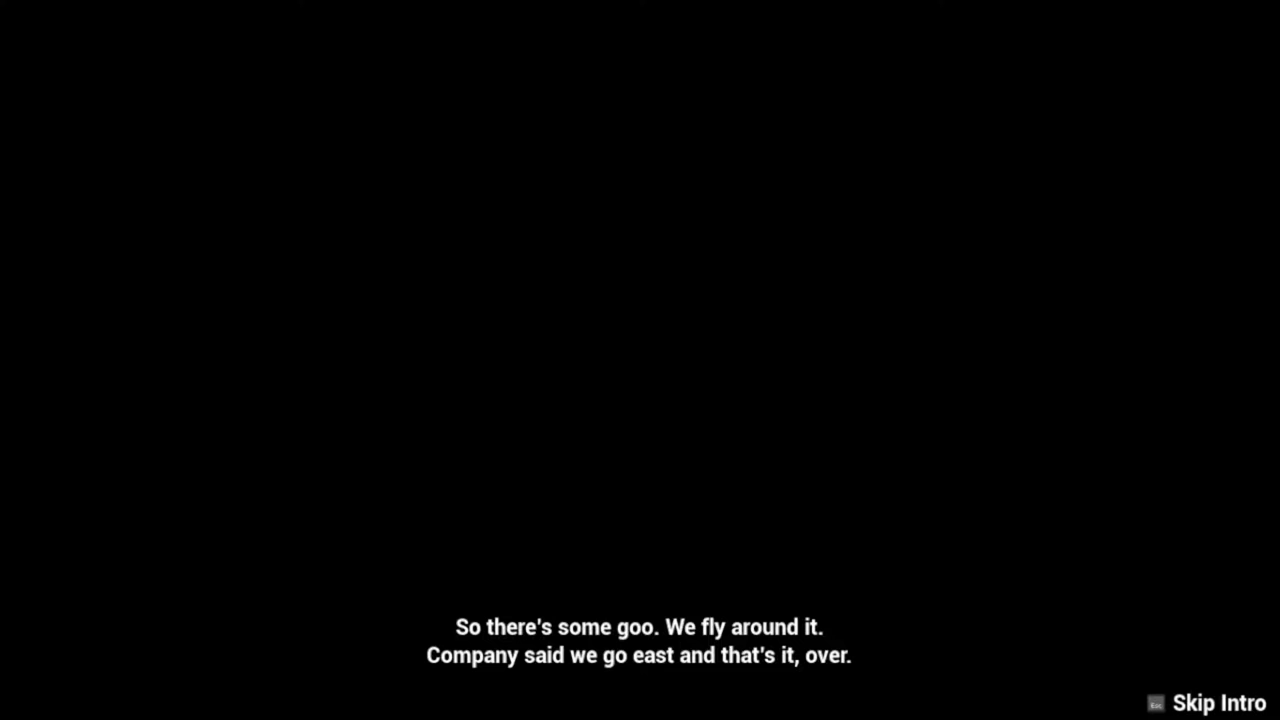 So there's some goo. We fly around it.
Company said we go east and that's it, over.
Esc Skip Intro